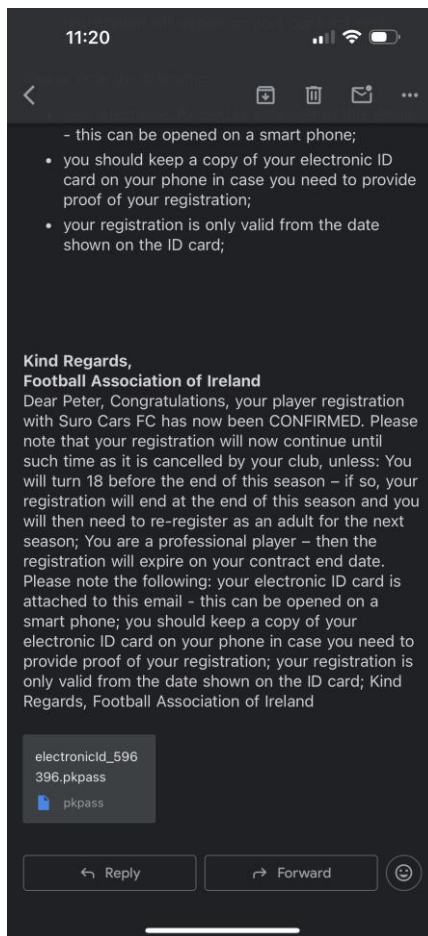 11:20
- this can be opened on a smart phone;
• you should keep a copy of your electronic ID
card on your phone in case you need to provide
proof of your registration;
• your registration is only valid from the date
shown on the ID card;
Kind Regards,
Football Association of Ireland
Dear Peter, Congratulations, your player registration
with Suro Cars FC has now been CONFIRMED. Please
note that your registration will now continue until
such time as it is cancelled by your club, unless: You
will turn 18 before the end of this season – if so, your
registration will end at the end of this season and you
will then need to re-register as an adult for the next
season; You are a professional player – then the
registration will expire on your contract end date.
Please note the following: your electronic ID card is
attached to this email - this can be opened on a
smart phone; you should keep a copy of your
electronic ID card on your phone in case you need to
provide proof of your registration; your registration is
only valid from the date shown on the ID card; Kind
Regards, Football Association of Ireland
electronicId_596
396.pkpass
pkpass
Reply
Forward